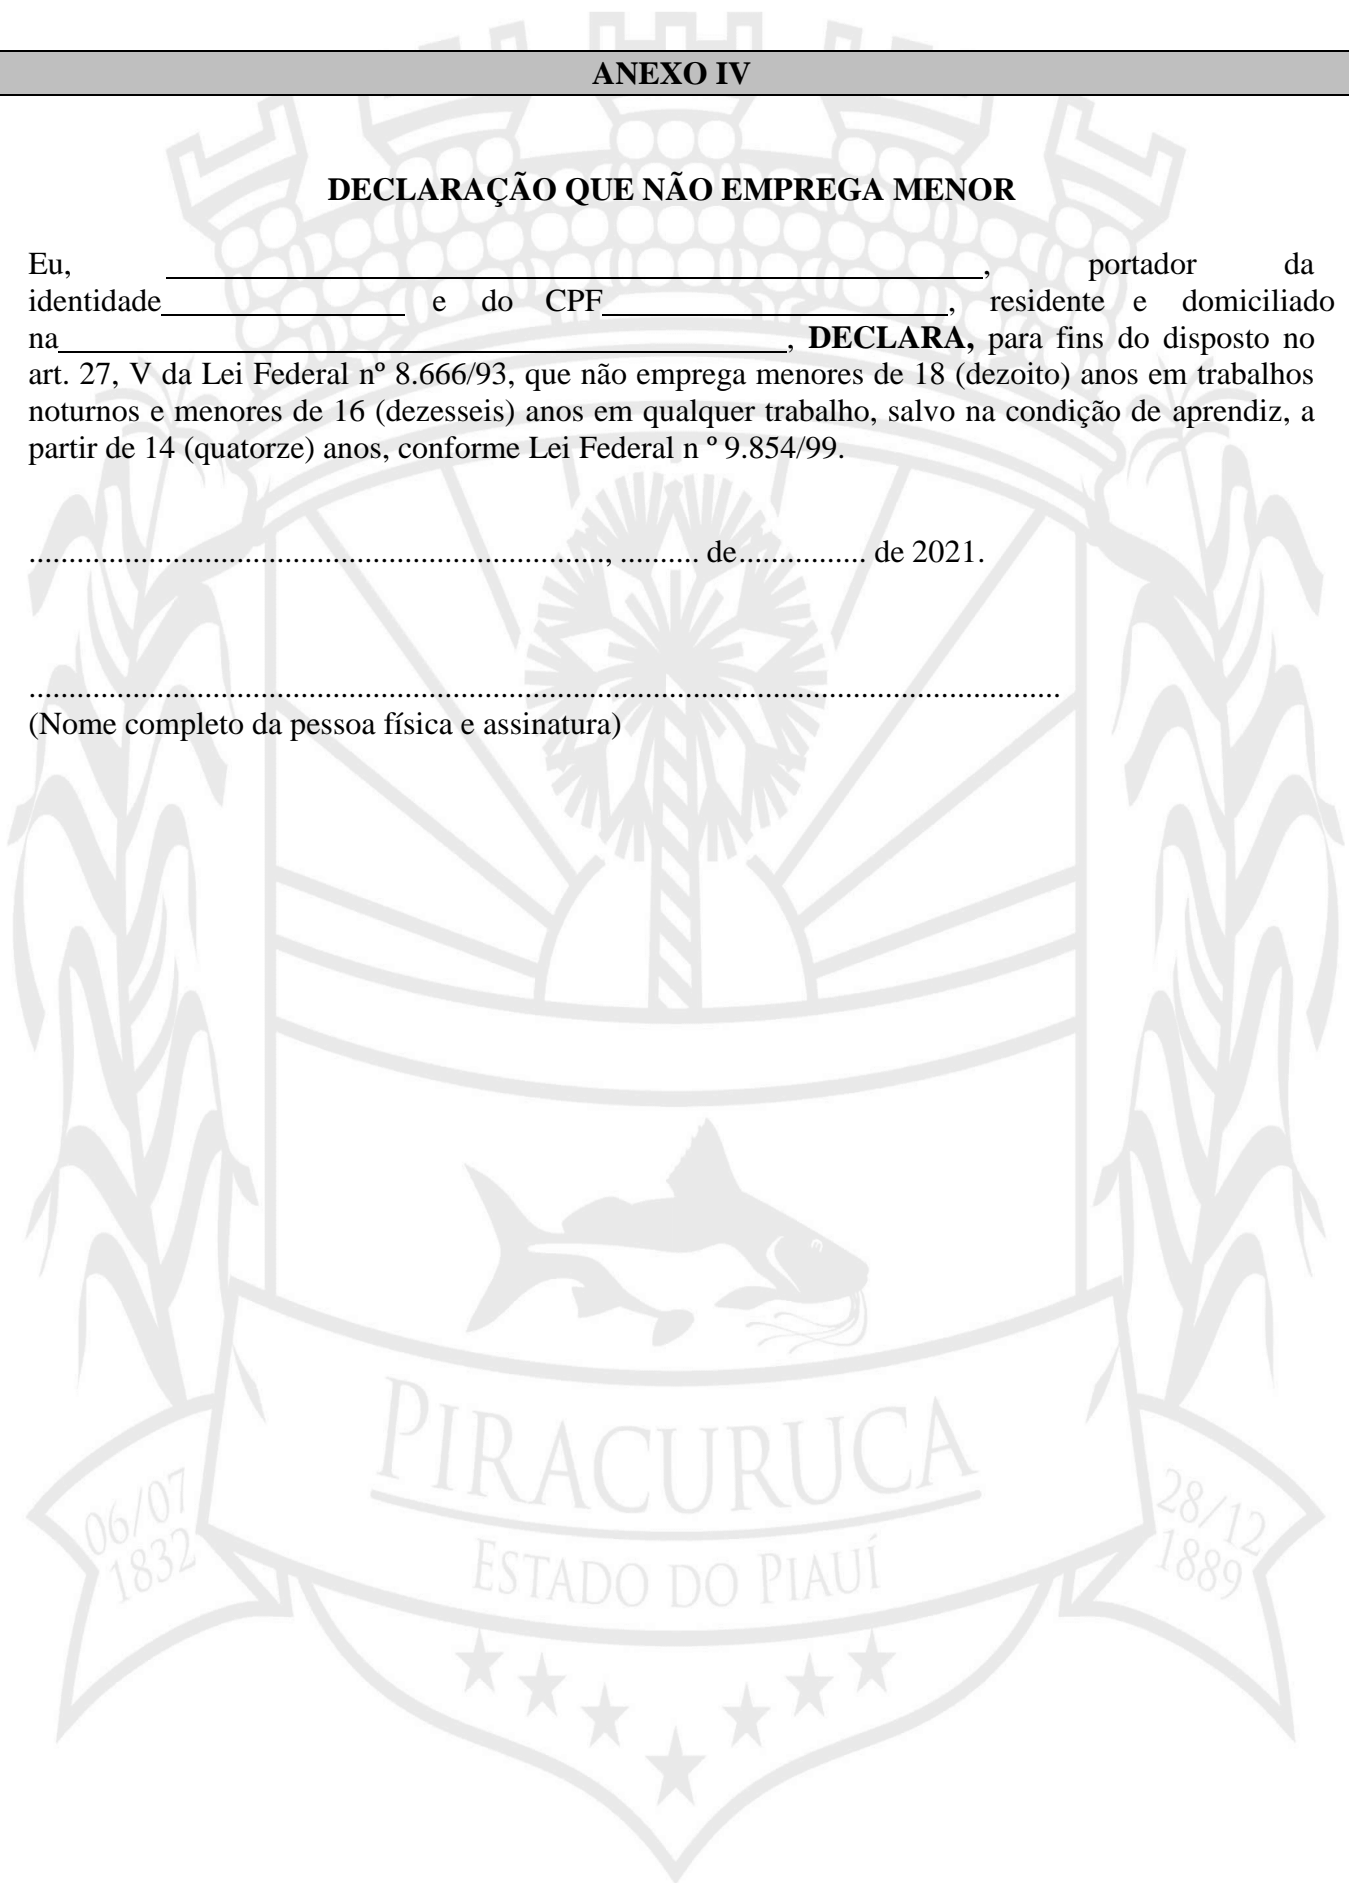 ANEXO IV
DECLARAÇÃO QUE NÃO EMPREGA MENOR
Eu, ______________________________________________________, portador da
identidade________________ e do CPF_______________________, residente e domiciliado
na________________________________________________, DECLARA, para fins do disposto no
art. 27, V da Lei Federal nº 8.666/93, que não emprega menores de 18 (dezoito) anos em trabalhos
noturnos e menores de 16 (dezesseis) anos em qualquer trabalho, salvo na condição de aprendiz, a
partir de 14 (quatorze) anos, conforme Lei Federal n º 9.854/99.
........................................................................, .......... de................ de 2021.
.................................................................................................................................
(Nome completo da pessoa física e assinatura)
PIRACURUCA
06/07
1832
28/12
1889
ESTADO DO PIAUÍ